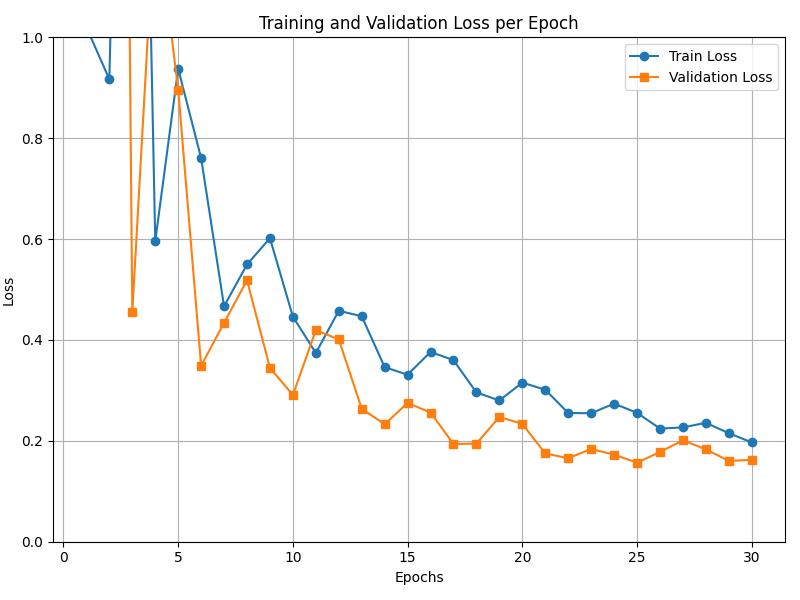 Training and Validation Loss per Epoch
Train Loss
Validation Loss
Loss
1.0
0.8
0.6
0.4
0.2
0.0
0 5 10 15 20 25 30
Epochs